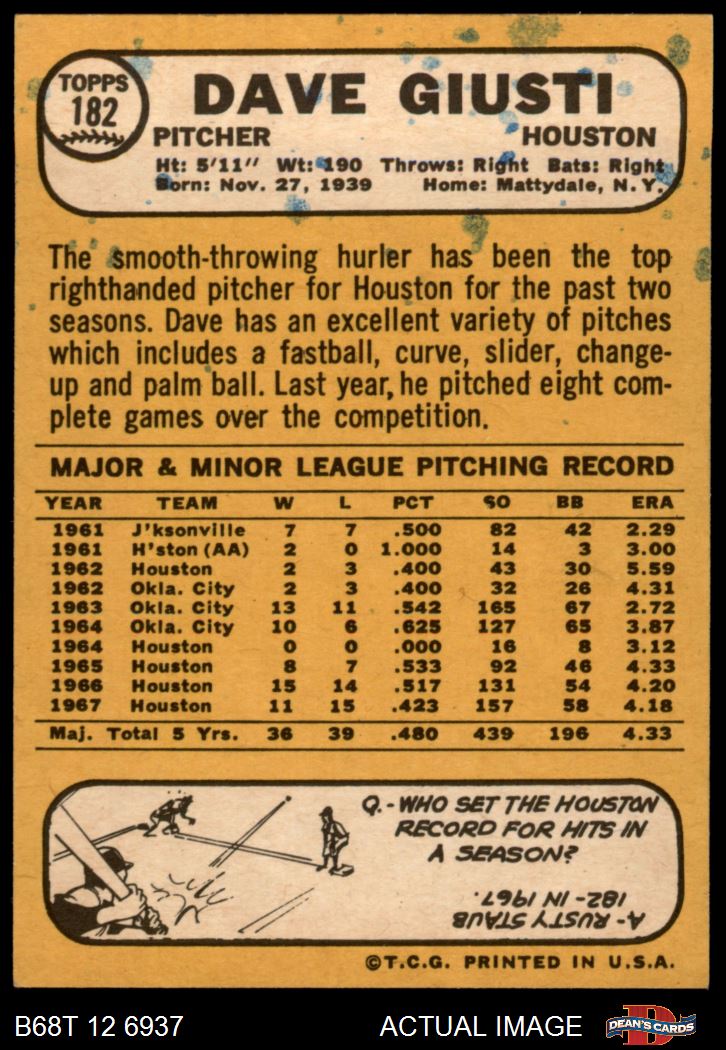 TOPPS
182
DAVE GIUSTI
PITCHER HOUSTON
Ht: 5'11" Wt: 190 Throws: Right Bats: Right
Born: Nov. 27, 1939 Home: Mattydale, N.Y.
The smooth-throwing hurler has been the top
righthanded pitcher for Houston for the past two
seasons. Dave has an excellent variety of pitches
which includes a fastball, curve, slider, change-
up and palm ball. Last year, he pitched eight com-
plete games over the competition.
MAJOR & MINOR LEAGUE PITCHING RECORD
YEAR TEAM W L PCT SO BB ERA
1961 J'ksonville 7 7 .500 82 42 2.29
1961 H'ston (AA) 2 0 1.000 14 3 3.00
1962 Houston 2 3 .400 43 30 5.59
1962 Okla. City 2 3 .400 32 26 4.31
1963 Okla. City 13 11 .542 165 67 2.72
1964 Okla. City 10 6 .625 127 65 3.87
1964 Houston 0 0 .000 16 8 3.12
1965 Houston 8 7 .533 92 46 4.33
1966 Houston 15 14 .517 131 54 4.20
1967 Houston 11 15 .423 157 58 4.18
Maj. Total 5 Yrs. 36 39 .480 439 196 4.33
Q.-WHO SET THE HOUSTON
RECORD FOR HITS IN
A SEASON?
A-RUSTY STAUB
182-IN 1967.
©T.C.G. PRINTED IN U.S.A.
B68T 12 6937 ACTUAL IMAGE DEAN'S CARDS